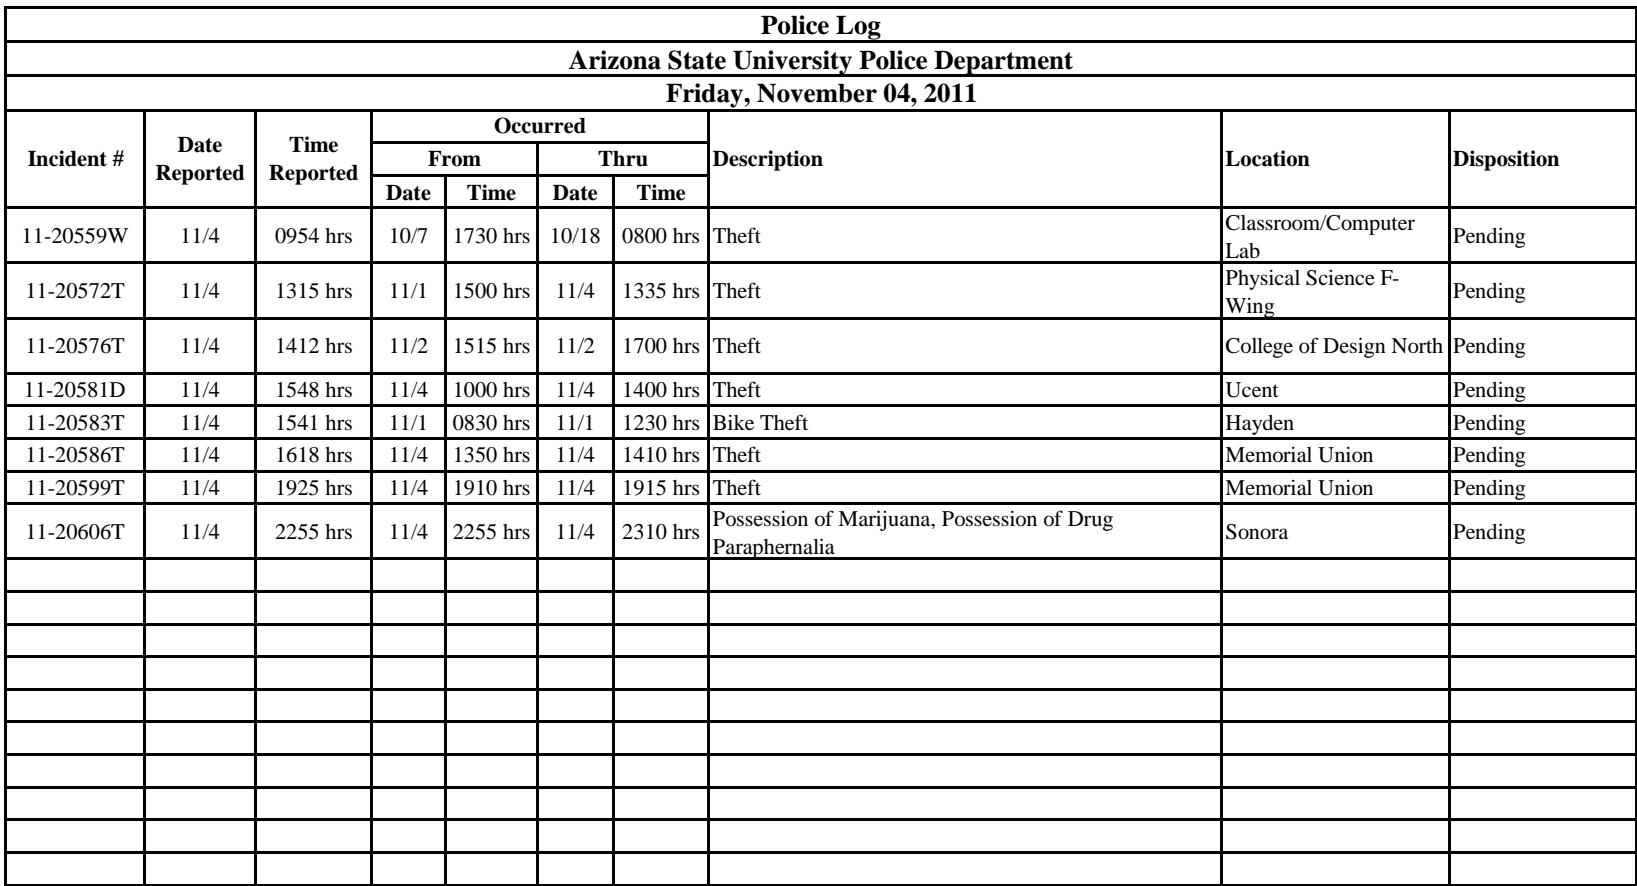 Police Log
Arizona State University Police Department
Friday, November 04, 2011
Incident # Date Reported Time Reported Occurred Description Location Disposition
From Thru
Date Time Date Time
11-20559W 11/4 0954 hrs 10/7 1730 hrs 10/18 0800 hrs Theft Classroom/Computer Lab Pending
11-20572T 11/4 1315 hrs 11/1 1500 hrs 11/4 1335 hrs Theft Physical Science F-Wing Pending
11-20576T 11/4 1412 hrs 11/2 1515 hrs 11/2 1700 hrs Theft College of Design North Pending
11-20581D 11/4 1548 hrs 11/4 1000 hrs 11/4 1400 hrs Theft Ucent Pending
11-20583T 11/4 1541 hrs 11/1 0830 hrs 11/1 1230 hrs Bike Theft Hayden Pending
11-20586T 11/4 1618 hrs 11/4 1350 hrs 11/4 1410 hrs Theft Memorial Union Pending
11-20599T 11/4 1925 hrs 11/4 1910 hrs 11/4 1915 hrs Theft Memorial Union Pending
11-20606T 11/4 2255 hrs 11/4 2255 hrs 11/4 2310 hrs Possession of Marijuana, Possession of Drug Paraphernalia Sonora Pending